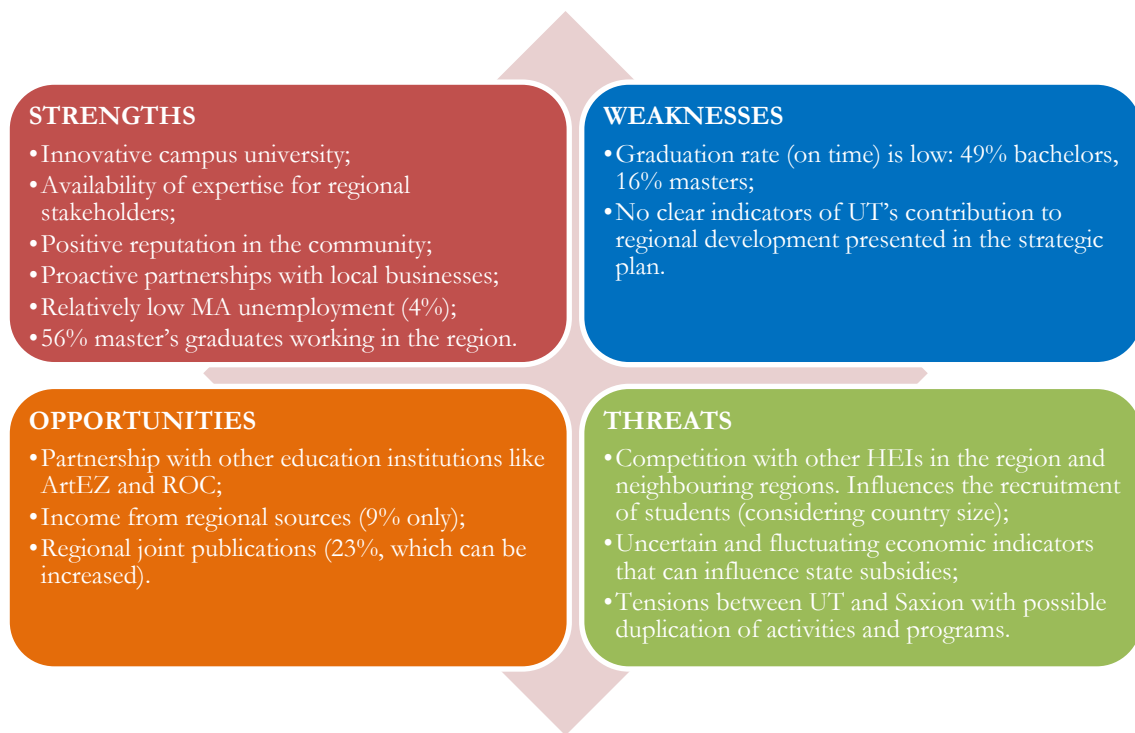 STRENGTHS
•Innovative campus university;
•Availability of expertise for regional
stakeholders;
•Positive reputation in the community;
•Proactive partnerships with local businesses;
•Relatively low MA unemployment (4%);
•56% master's graduates working in the region.
WEAKNESSES
•Graduation rate (on time) is low: 49% bachelors,
16% masters;
•No clear indicators of UT's contribution to
regional development presented in the strategic
plan.
OPPORTUNITIES
•Partnership with other education institutions like
ArtEZ and ROC;
•Income from regional sources (9% only);
•Regional joint publications (23%, which can be
increased).
THREATS
•Competition with other HEIs in the region and
neighbouring regions. Influences the recruitment
of students (considering country size);
•Uncertain and fluctuating economic indicators
that can influence state subsidies;
•Tensions between UT and Saxion with possible
duplication of activities and programs.